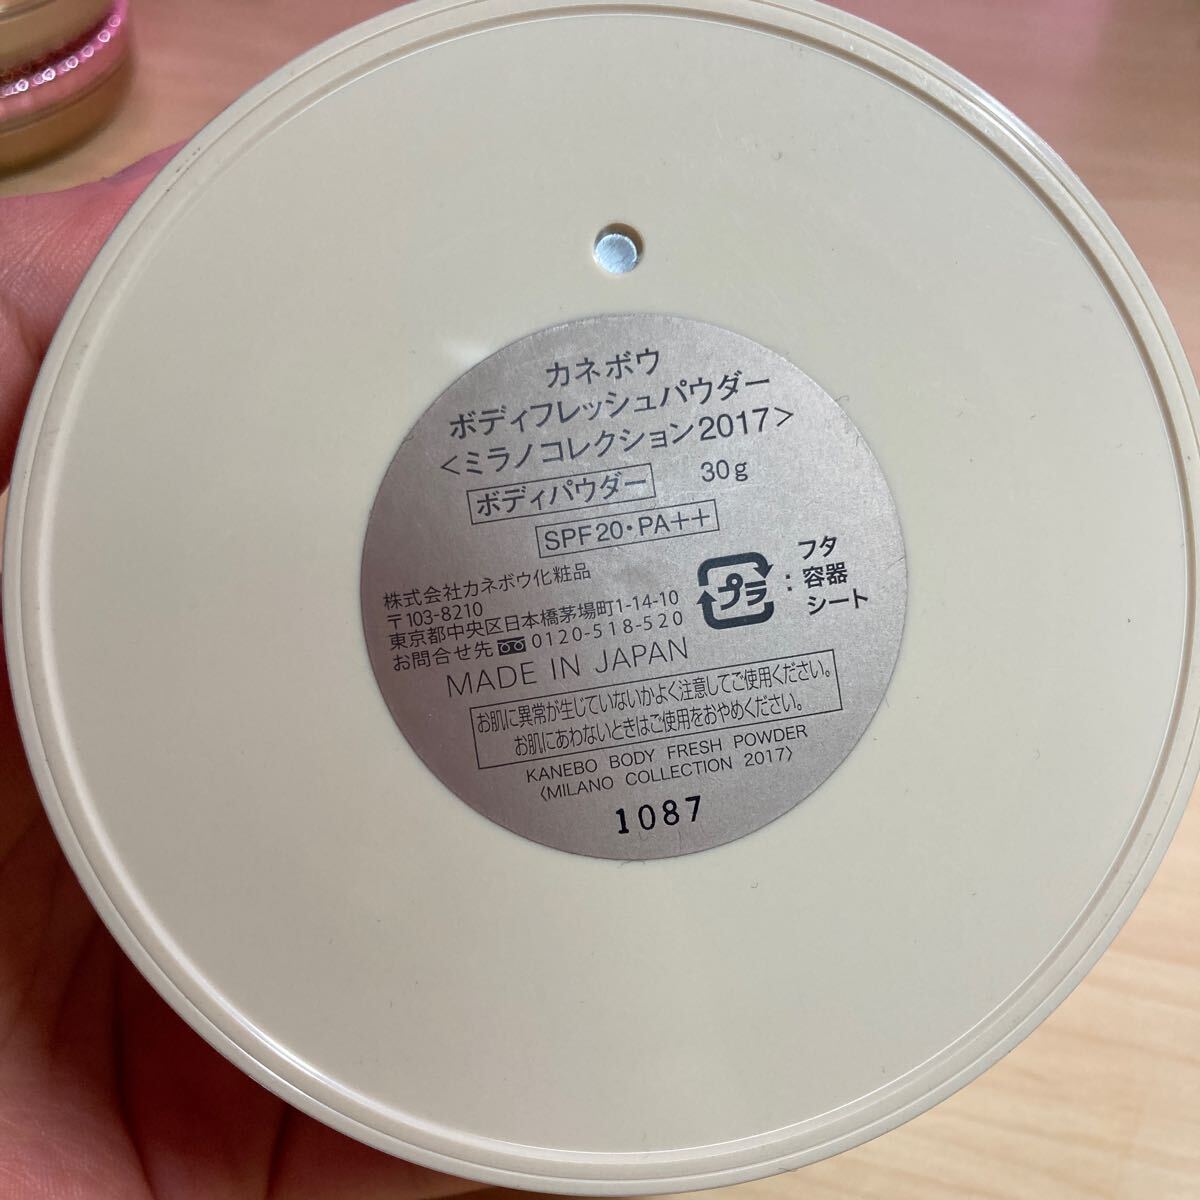 カネボウ
ボディフレッシュパウダー
<ミラノコレクション2017>
ボディパウダー 30g
SPF20・PA++
フタ
プラ : 容器
シート
株式会社カネボウ化粧品
〒103-8210
東京都中央区日本橋茅場町1-14-10
お問合せ先 0120-518-520
MADE IN JAPAN
お肌に異常が生じていないかよく注意してご使用ください。
お肌にあわないときはご使用をおやめください。
KANEBO BODY FRESH POWDER
〈MILANO COLLECTION 2017〉
1087